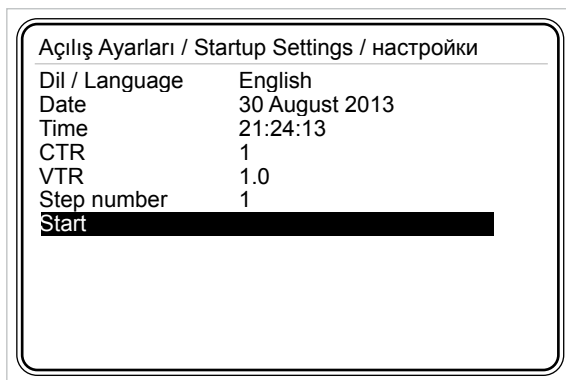 Açılış Ayarları / Startup Settings / настройки
Dil / Language English
Date 30 August 2013
Time 21:24:13
CTR 1
VTR 1.0
Step number 1
Start